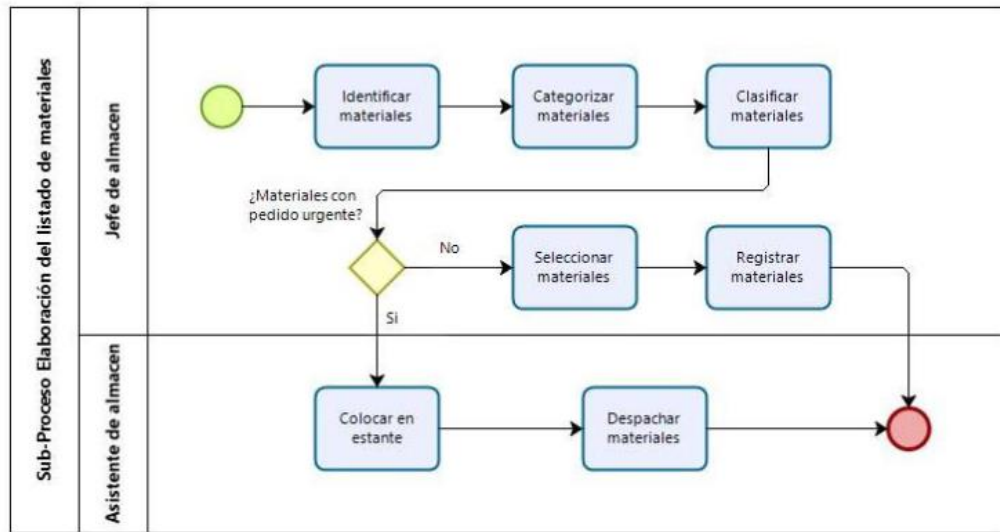 Sub-Proceso Elaboración del listado de materiales
Jefe de almacen
Identificar
materiales
Categorizar
materiales
Clasificar
materiales
¿Materiales con
pedido urgente?
No
Seleccionar
materiales
Registrar
materiales
Si
Asistente de almacen
Colocar en
estante
Despachar
materiales